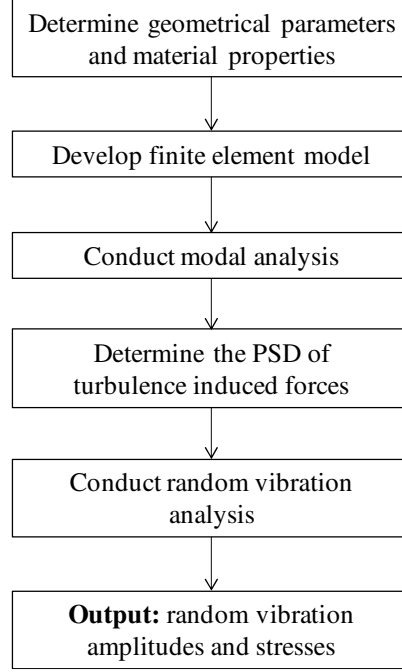 Determine geometrical parameters
and material properties
Develop finite element model
Conduct modal analysis
Determine the PSD of
turbulence induced forces
Conduct random vibration
analysis
Output: random vibration
amplitudes and stresses